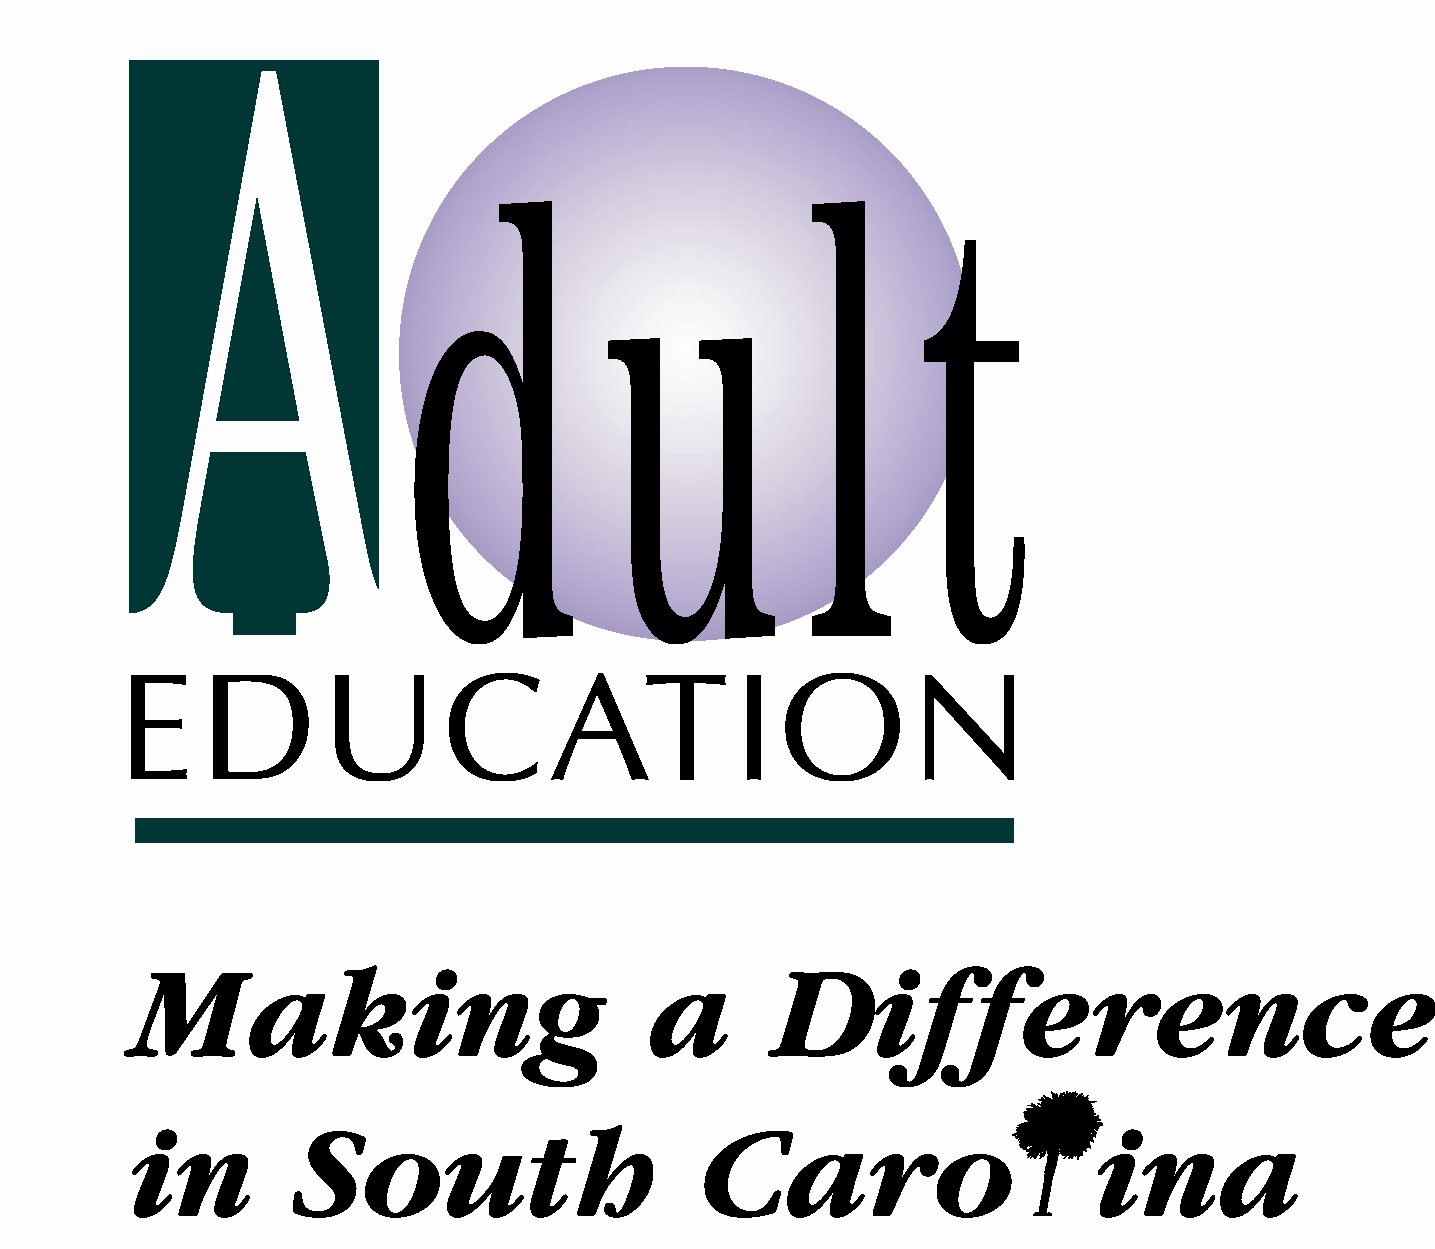 Adult
EDUCATION
Making a Difference
in South Carolina